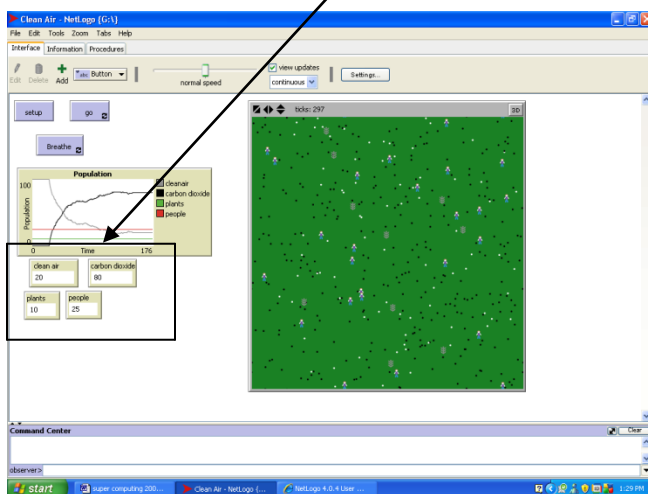 Clean Air - NetLogo {G:\}
File Edit Tools Zoom Tabs Help
Interface Information Procedures
Edit Delete Add Button normal speed view updates continuous Settings...
setup go ticks: 297 3D
Breathe
Population
100
Population
0
0 Time 176
cleanair
carbon dioxide
plants
people
clean air carbon dioxide
20 80
plants people
10 25
Command Center Clear
observer>
start super computing 200... Clean Air - NetLogo {... NetLogo 4.0.4 User ... 1:29 PM